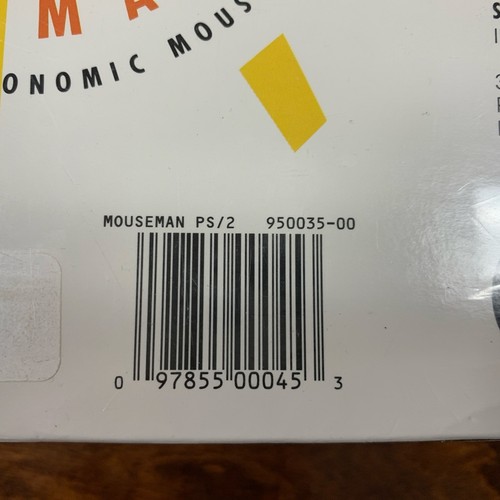 M A
ONOMIC MOUS
MOUSEMAN PS/2 950035-00
0 97855 00045 3